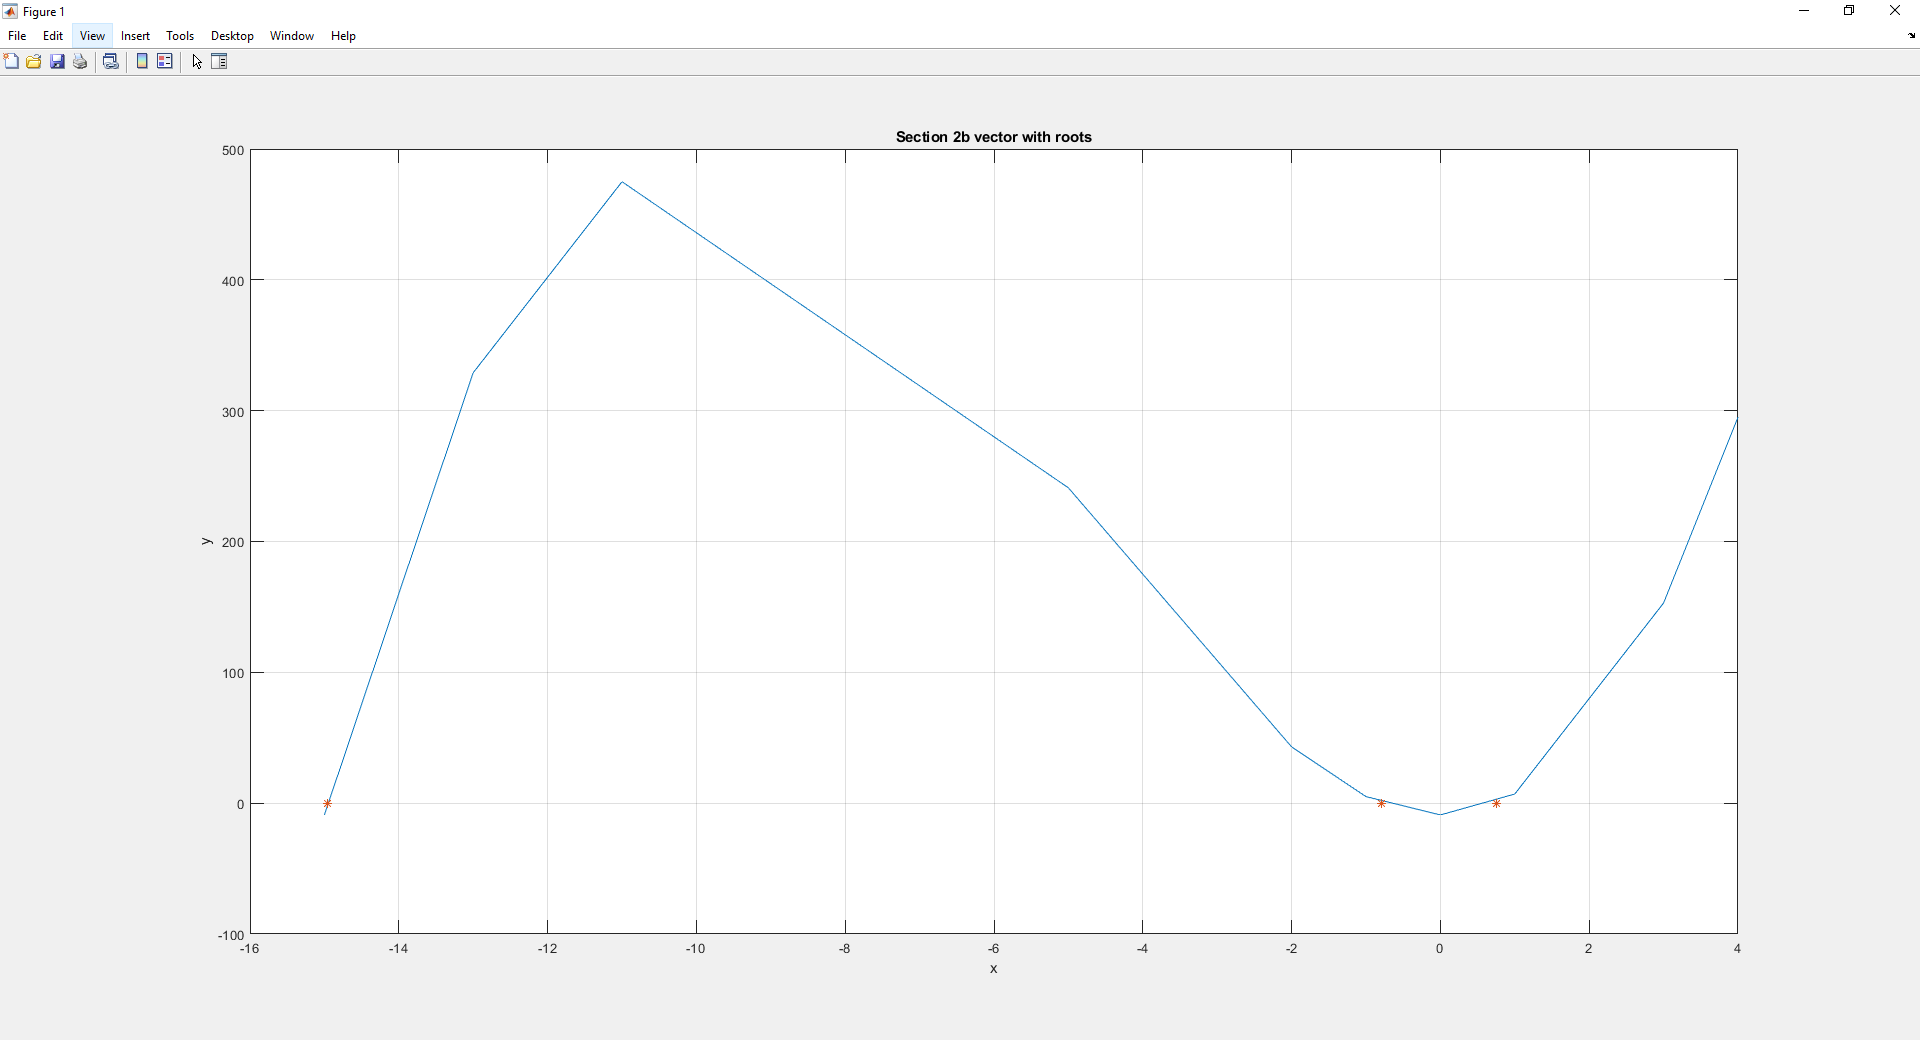 Figure 1
File Edit View Insert Tools Desktop Window Help
Section 2b vector with roots
500
400
300
200
100
0
-100
y
-16 -14 -12 -10 -8 -6 -4 -2 0 2 4
x